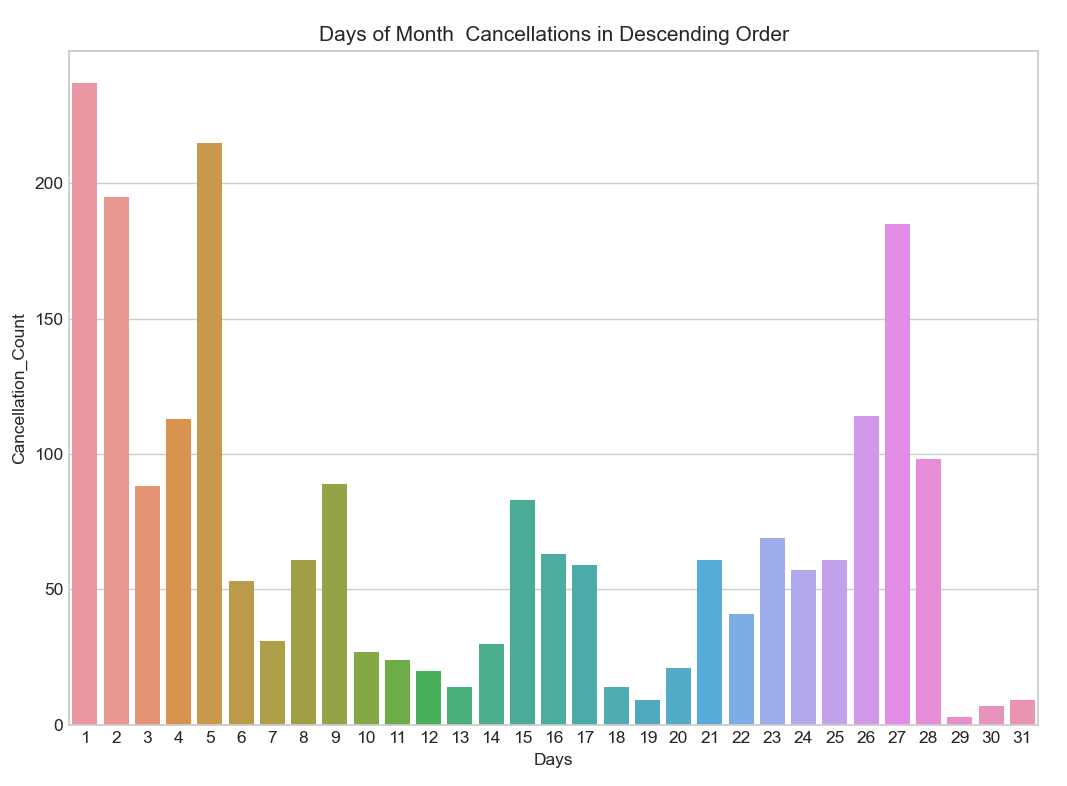 Days of Month  Cancellations in Descending Order
Cancellation_Count
200
150
100
50
0
1 2 3 4 5 6 7 8 9 10 11 12 13 14 15 16 17 18 19 20 21 22 23 24 25 26 27 28 29 30 31
Days